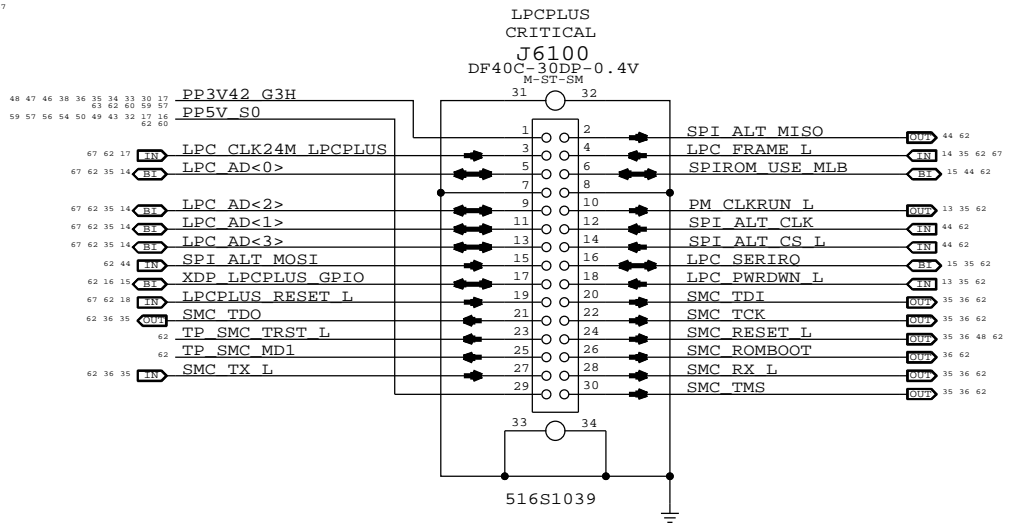 7
LPCPLUS
CRITICAL
J6100
DF40C-30DP-0.4V
M-ST-SM
31 32
48 47 46 38 36 35 34 33 30 17 PP3V42_G3H
63 62 60 59 57
59 57 56 54 50 49 43 32 17 16 PP5V_S0
62 60
1 2 SPI_ALT_MISO OUT 44 62
67 62 17 IN LPC_CLK24M_LPCPLUS 3 4 LPC_FRAME_L IN 14 35 62 67
67 62 35 14 BI LPC_AD<0> 5 6 SPIROM_USE_MLB BI 15 44 62
7 8
67 62 35 14 BI LPC_AD<2> 9 10 PM_CLKRUN_L OUT 13 35 62
67 62 35 14 BI LPC_AD<1> 11 12 SPI_ALT_CLK IN 44 62
67 62 35 14 BI LPC_AD<3> 13 14 SPI_ALT_CS_L IN 44 62
62 44 IN SPI_ALT_MOSI 15 16 LPC_SERIRQ BI 15 35 62
62 16 15 BI XDP_LPCPLUS_GPIO 17 18 LPC_PWRDWN_L IN 13 35 62
67 62 18 IN LPCPLUS_RESET_L 19 20 SMC_TDI OUT 35 36 62
62 36 35 OUT SMC_TDO 21 22 SMC_TCK OUT 35 36 62
62 TP_SMC_TRST_L 23 24 SMC_RESET_L OUT 35 36 48 62
62 TP_SMC_MD1 25 26 SMC_ROMBOOT OUT 36 62
62 36 35 IN SMC_TX_L 27 28 SMC_RX_L OUT 35 36 62
29 30 SMC_TMS OUT 35 36 62
33 34
516S1039